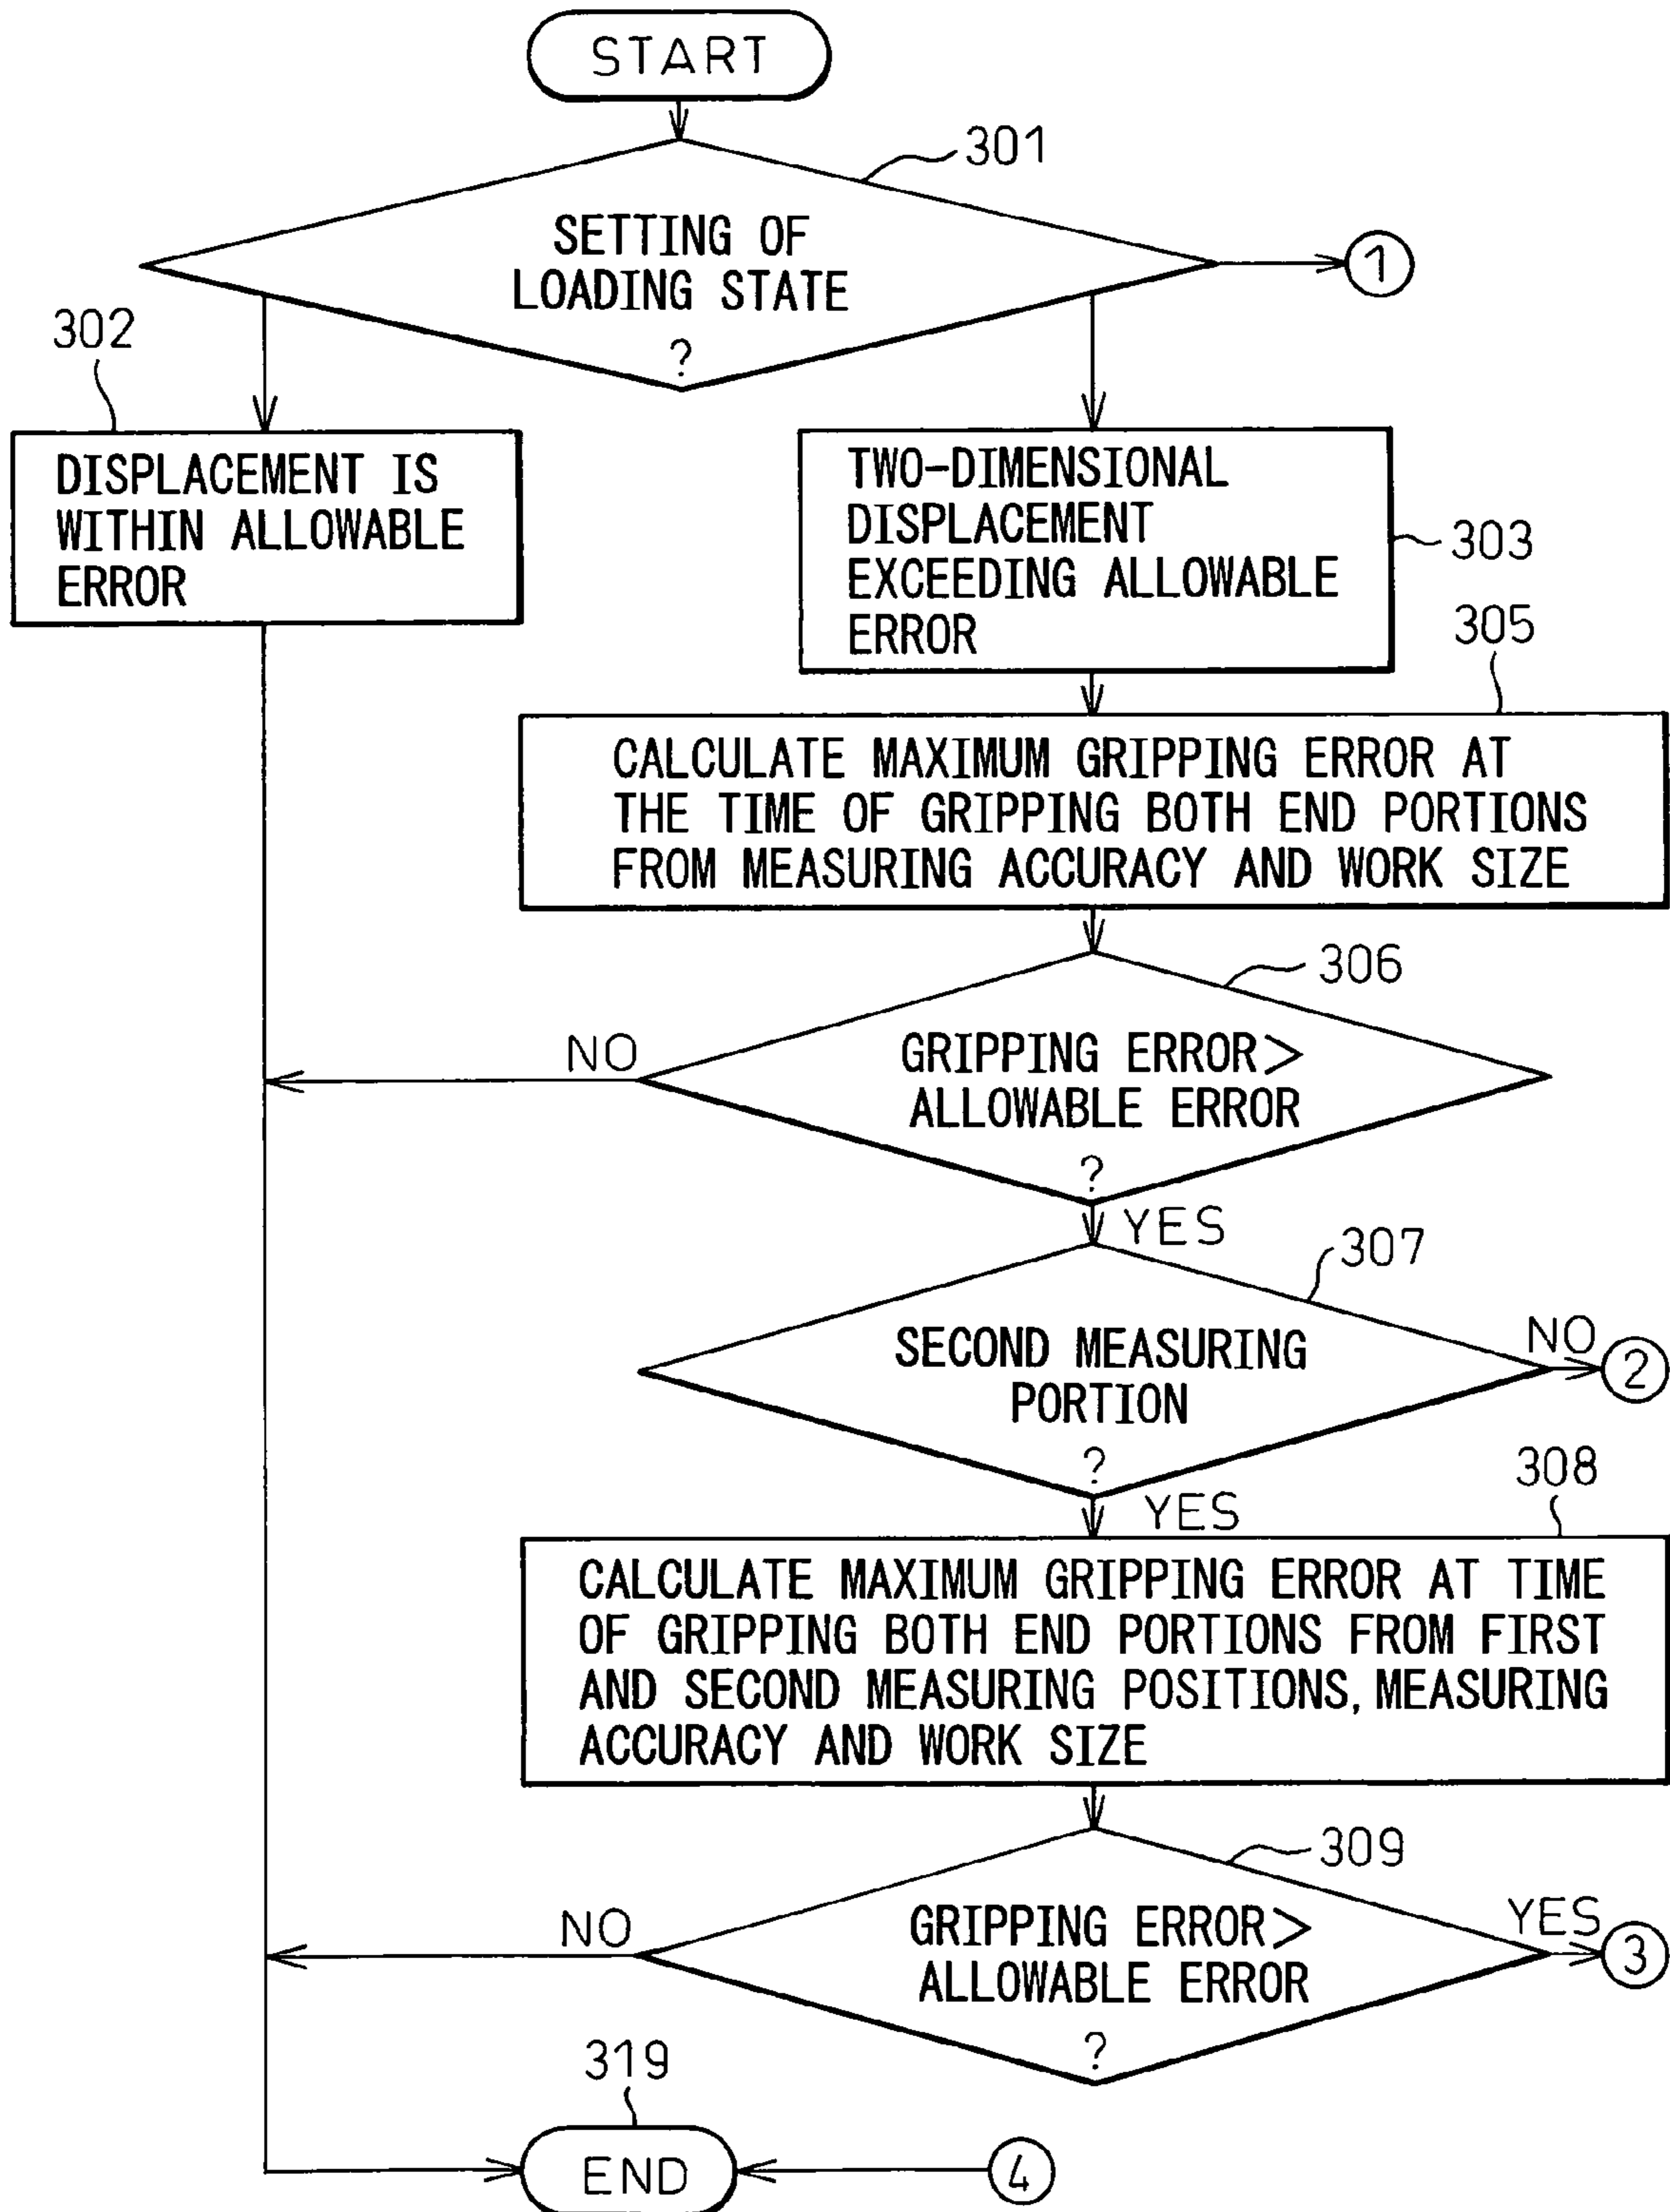 START
301
SETTING OF
LOADING STATE
?
1
302
DISPLACEMENT IS
WITHIN ALLOWABLE
ERROR
TWO-DIMENSIONAL
DISPLACEMENT
EXCEEDING ALLOWABLE
ERROR
303
305
CALCULATE MAXIMUM GRIPPING ERROR AT
THE TIME OF GRIPPING BOTH END PORTIONS
FROM MEASURING ACCURACY AND WORK SIZE
306
GRIPPING ERROR>
ALLOWABLE ERROR
?
NO
YES
307
SECOND MEASURING
PORTION
?
NO
2
YES
308
CALCULATE MAXIMUM GRIPPING ERROR AT TIME
OF GRIPPING BOTH END PORTIONS FROM FIRST
AND SECOND MEASURING POSITIONS, MEASURING
ACCURACY AND WORK SIZE
309
GRIPPING ERROR>
ALLOWABLE ERROR
?
NO
YES
3
319
END
4